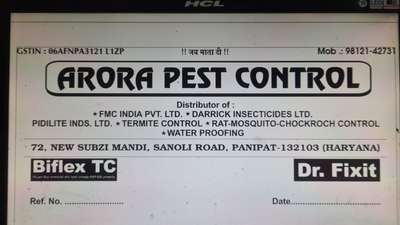 HCL
GSTIN : 06AFNPA3121 L1ZP !! जय माता दी !! Mob .: 98121-42731
ARORA PEST CONTROL
Distributor of :
* FMC INDIA PVT. LTD. * DARRICK INSECTICIDES LTD.
PIDILITE INDS. LTD. * TERMITE CONTROL * RAT-MOSQUITO-CHOCKROCH CONTROL
* WATER PROOFING
72, NEW SUBZI MANDI, SANOLI ROAD, PANIPAT-132103 (HARYANA)
Biflex TC Dr. Fixit
Ref. No. ..................... Date..............................